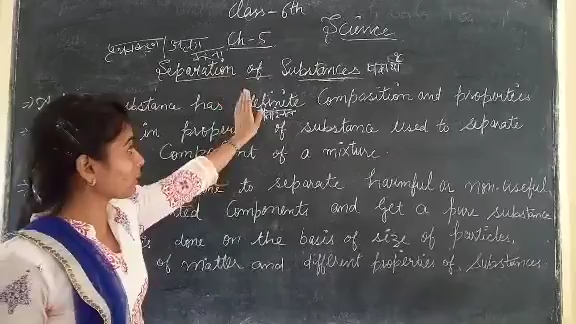 Class-6th
Science
Ch-5
Separation of Substances
substance has definite Composition and properties
in proper of substance used to separate
Component of a mixture.
to separate harmful or non-useful
Components and Get a pure substance
done on the basis of size of particles,
of matter and different properties of Substances